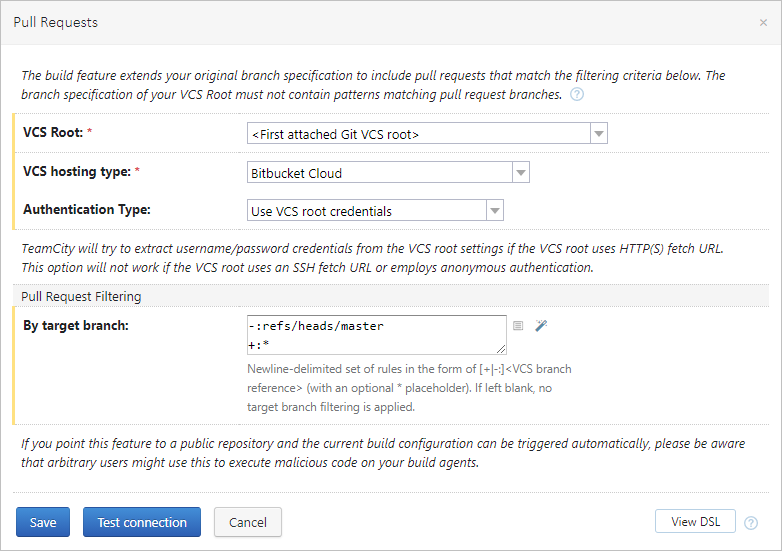 Pull Requests ×
The build feature extends your original branch specification to include pull requests that match the filtering criteria below. The
branch specification of your VCS Root must not contain patterns matching pull request branches. ?
VCS Root: * <First attached Git VCS root>
VCS hosting type: * Bitbucket Cloud
Authentication Type: Use VCS root credentials
TeamCity will try to extract username/password credentials from the VCS root settings if the VCS root uses HTTP(S) fetch URL.
This option will not work if the VCS root uses an SSH fetch URL or employs anonymous authentication.
Pull Request Filtering
By target branch: -:refs/heads/master
+:*
Newline-delimited set of rules in the form of [+|-:]<VCS branch
reference> (with an optional * placeholder). If left blank, no
target branch filtering is applied.
If you point this feature to a public repository and the current build configuration can be triggered automatically, please be aware
that arbitrary users might use this to execute malicious code on your build agents.
Save Test connection Cancel View DSL ?